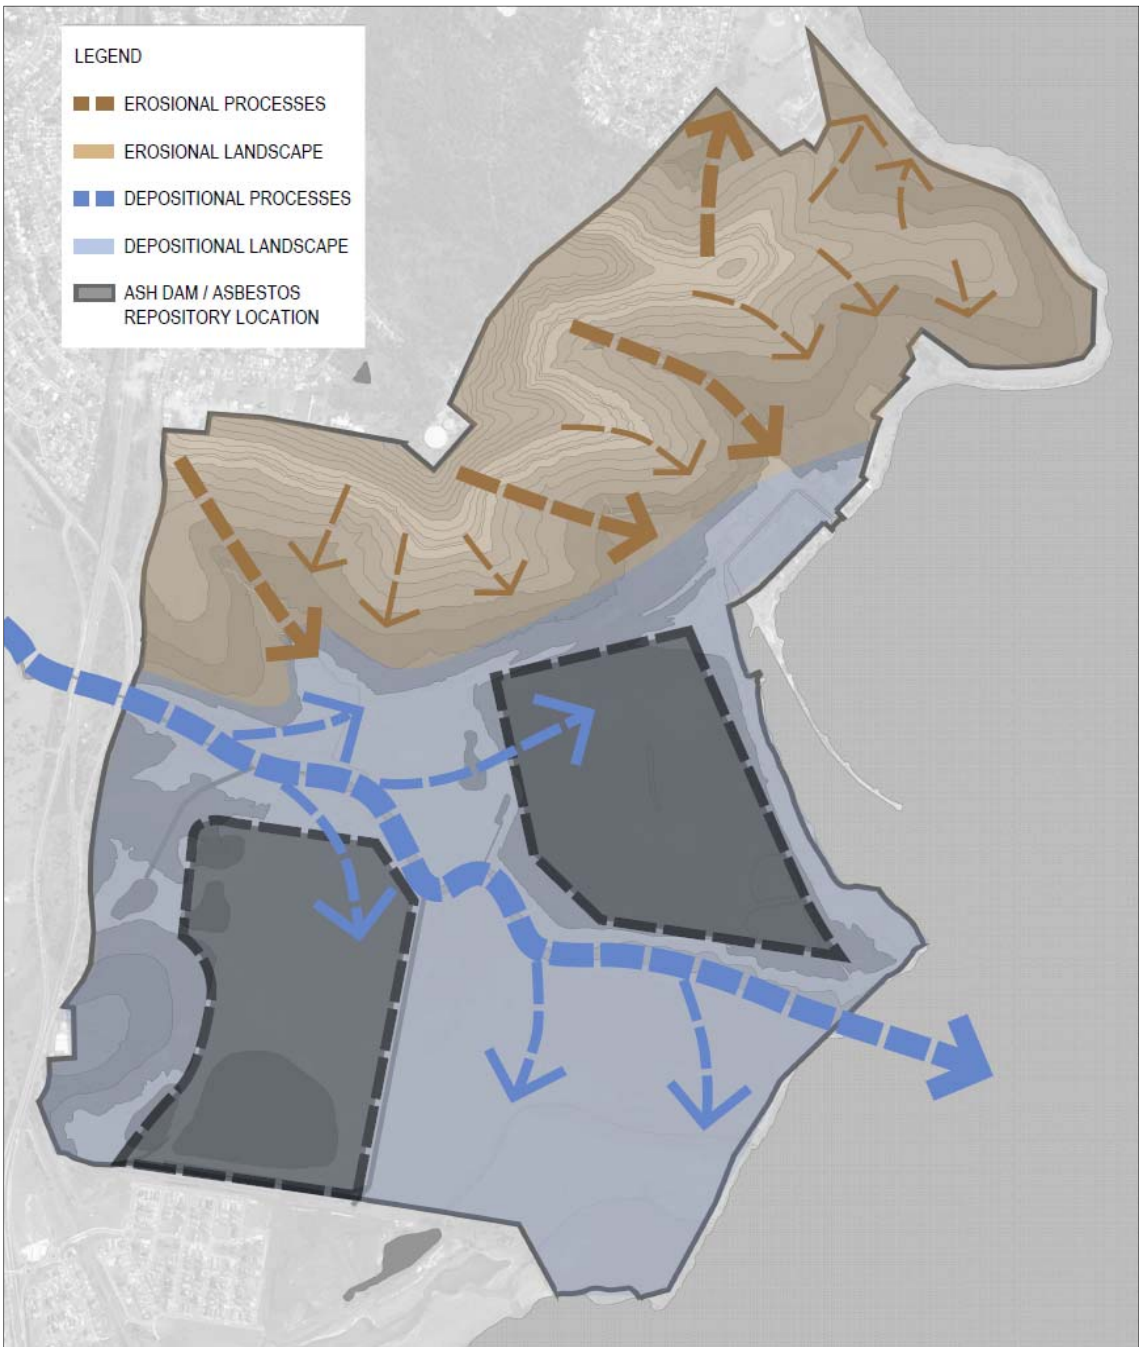 LEGEND
EROSIONAL PROCESSES
EROSIONAL LANDSCAPE
DEPOSITIONAL PROCESSES
DEPOSITIONAL LANDSCAPE
ASH DAM / ASBESTOS
REPOSITORY LOCATION